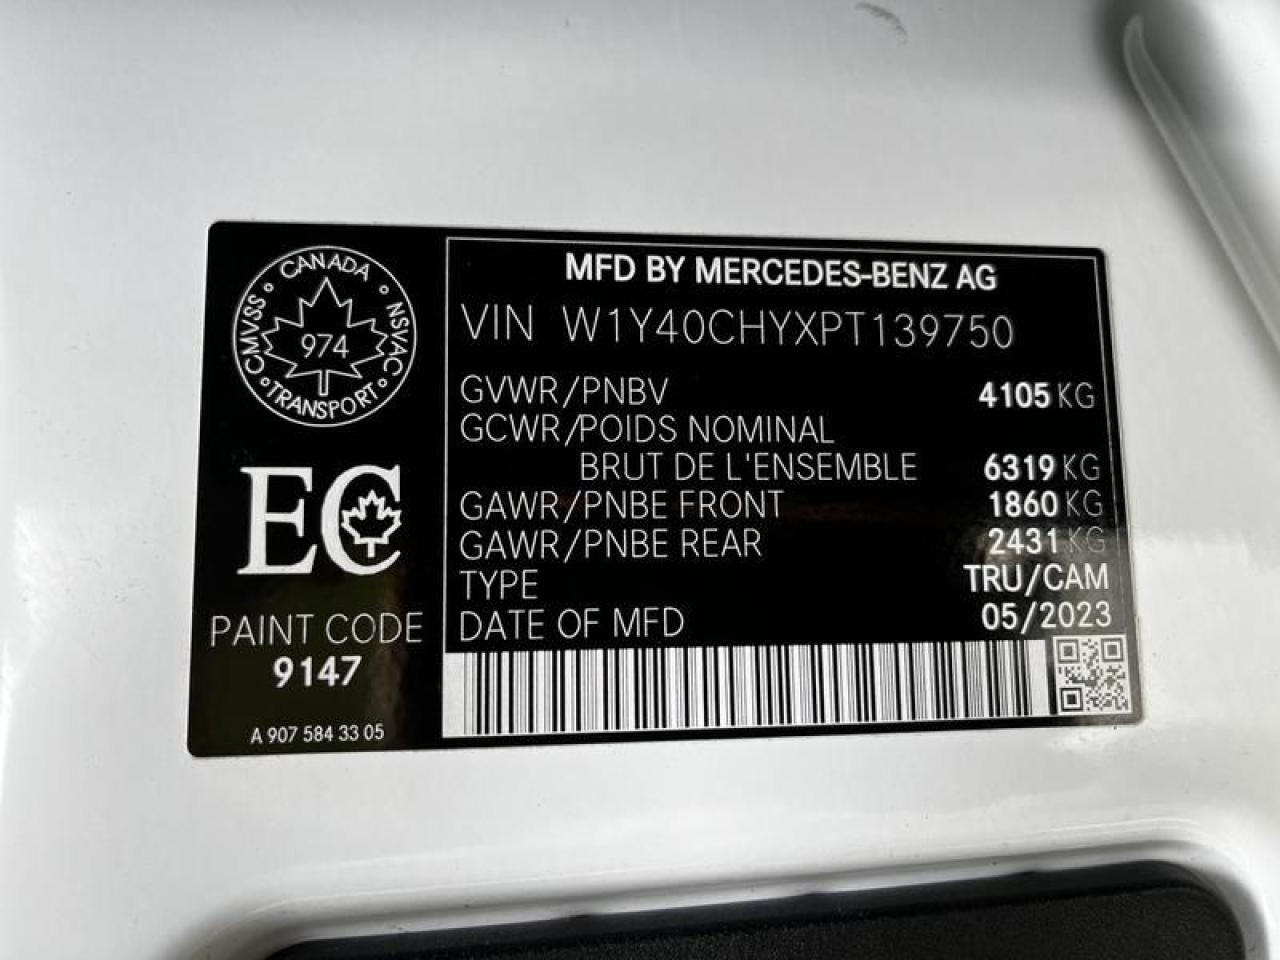 CANADA
CMVSS
NSVAC
974
TRANSPORT
EC
PAINT CODE
9147
A 907 584 33 05
MFD BY MERCEDES-BENZ AG
VIN W1Y40CHYXPT139750
GVWR/PNBV 4105 KG
GCWR/POIDS NOMINAL
BRUT DE L'ENSEMBLE 6319 KG
GAWR/PNBE FRONT 1860 KG
GAWR/PNBE REAR 2431 KG
TYPE TRU/CAM
DATE OF MFD 05/2023